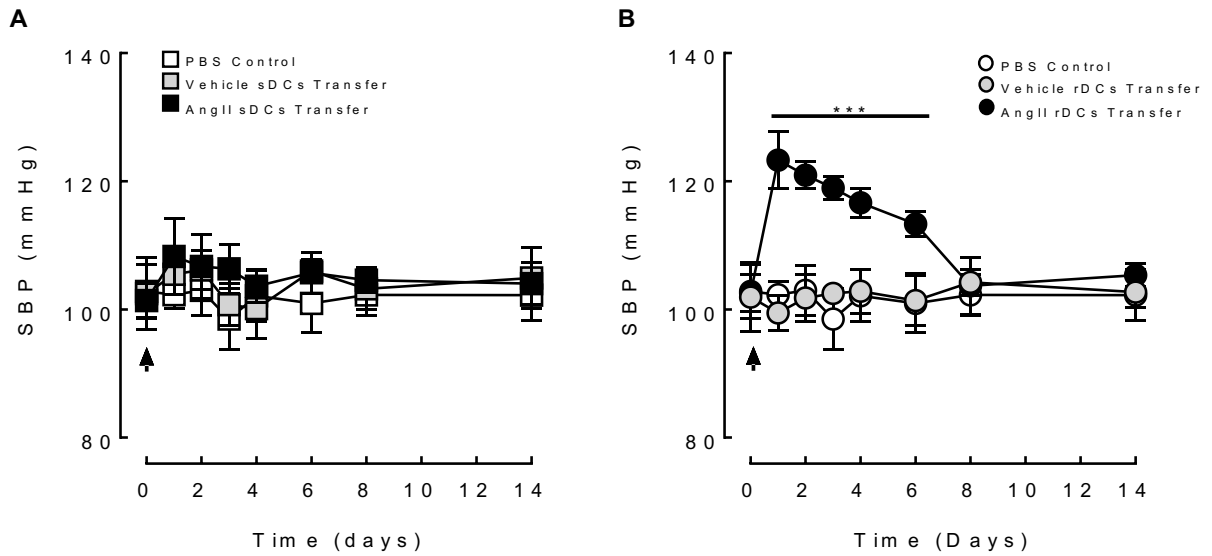 A
140
120
100
80
SBP (mmHg)
PBS Control
Vehicle sDCs Transfer
AngII sDCs Transfer
0 2 4 6 8 10 12 14
Time (days)
B
140
120
100
80
SBP (mmHg)
PBS Control
Vehicle rDCs Transfer
AngII rDCs Transfer
***
0 2 4 6 8 10 12 14
Time (Days)